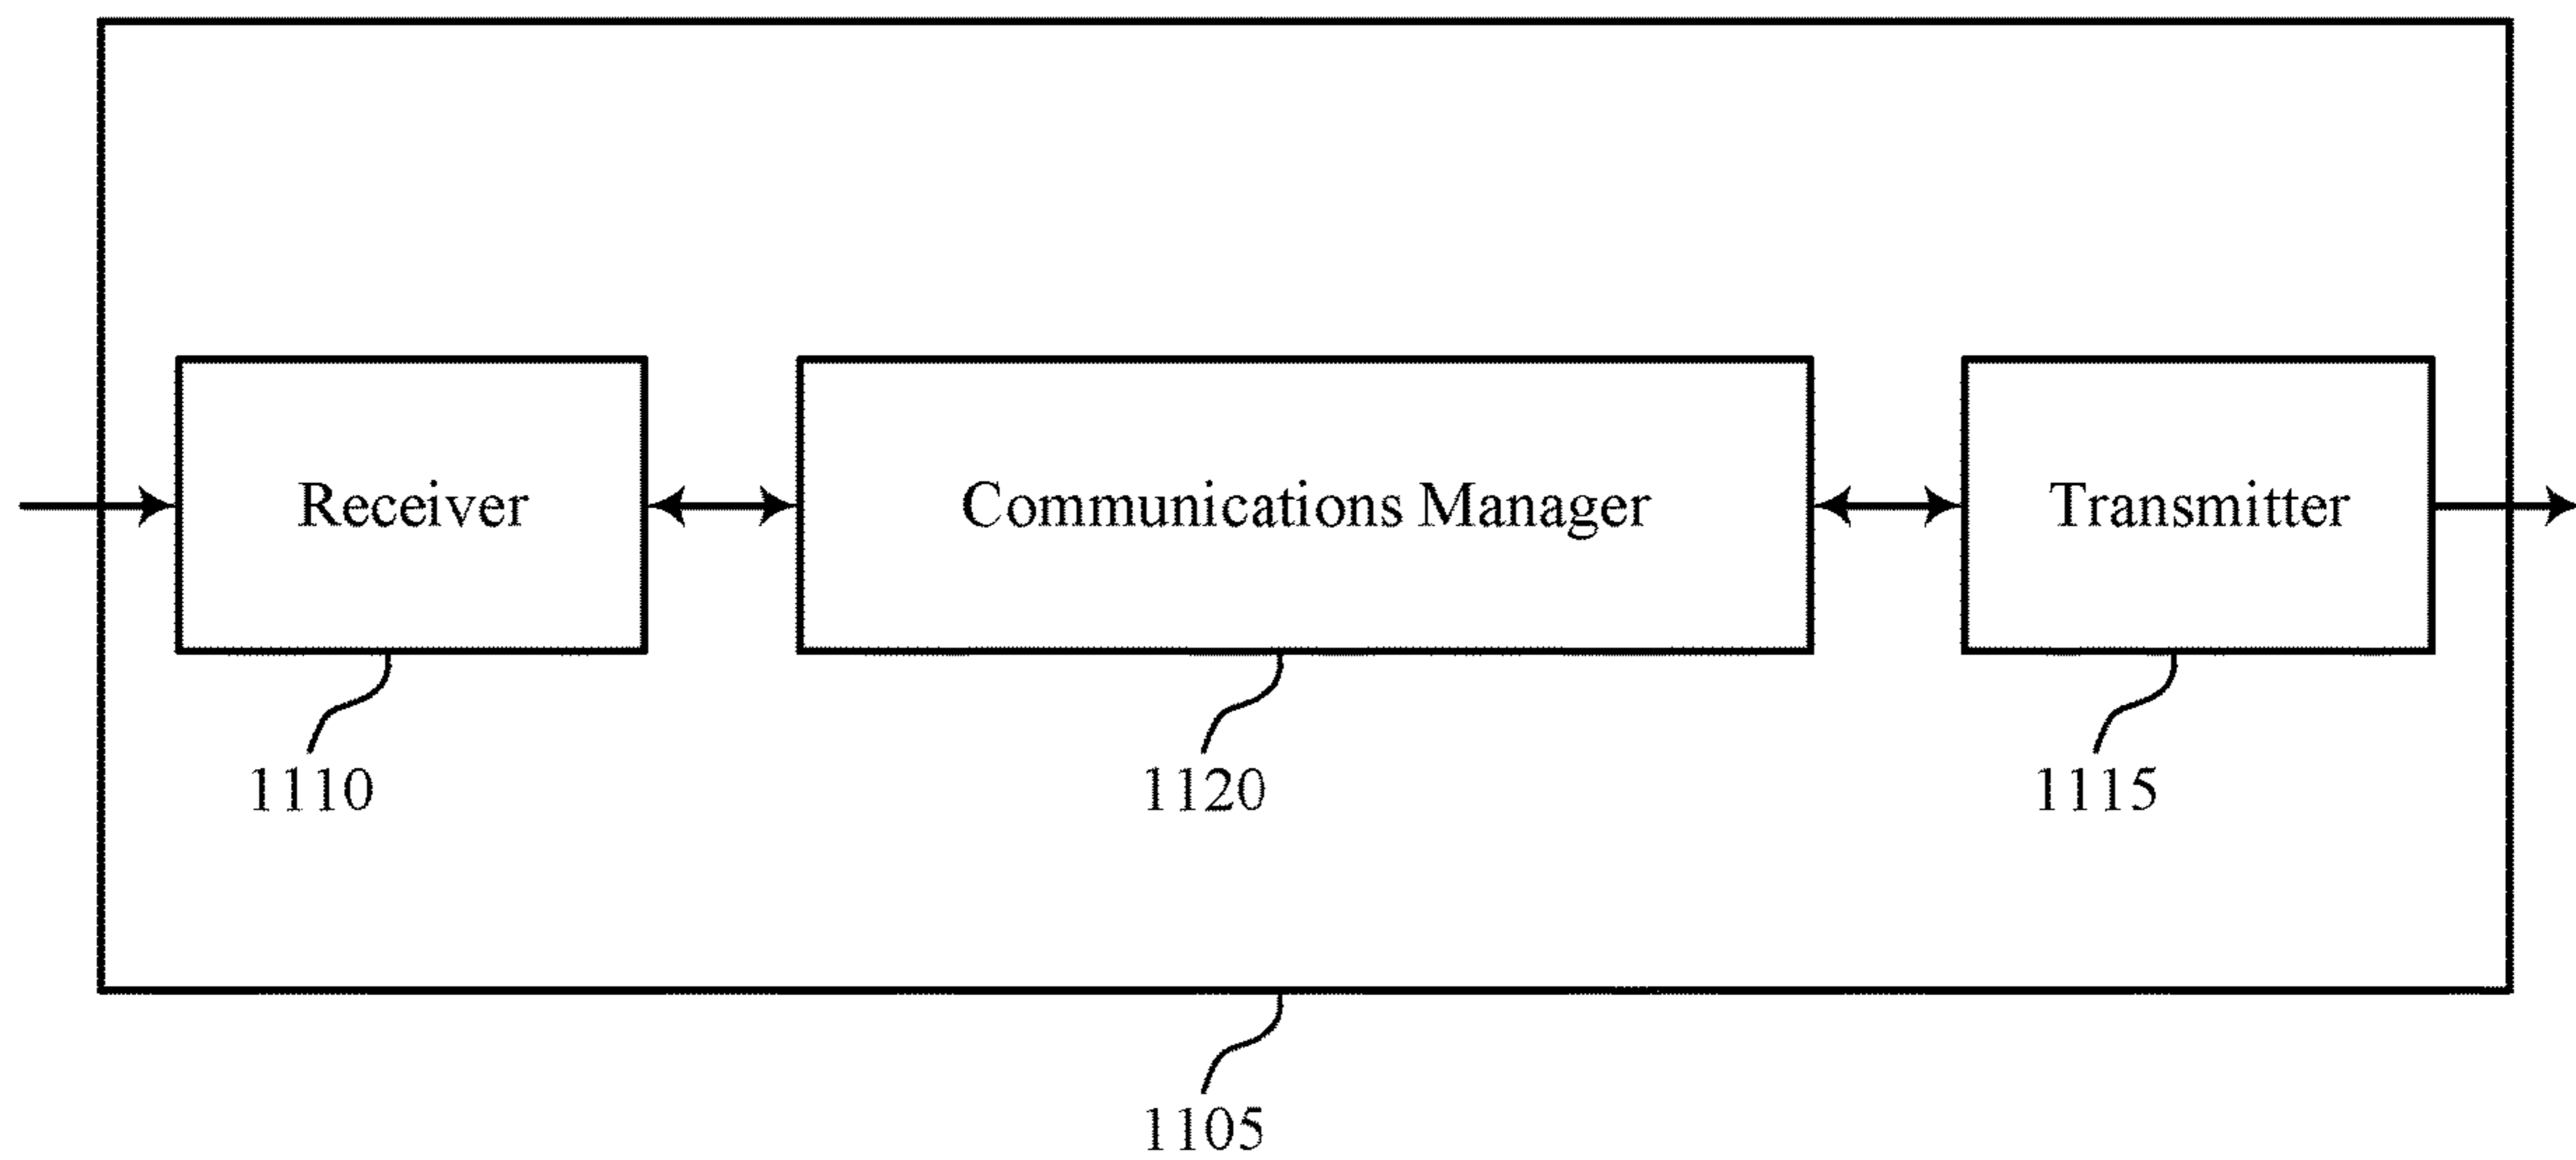 Receiver
Communications Manager
Transmitter
1110
1120
1115
1105